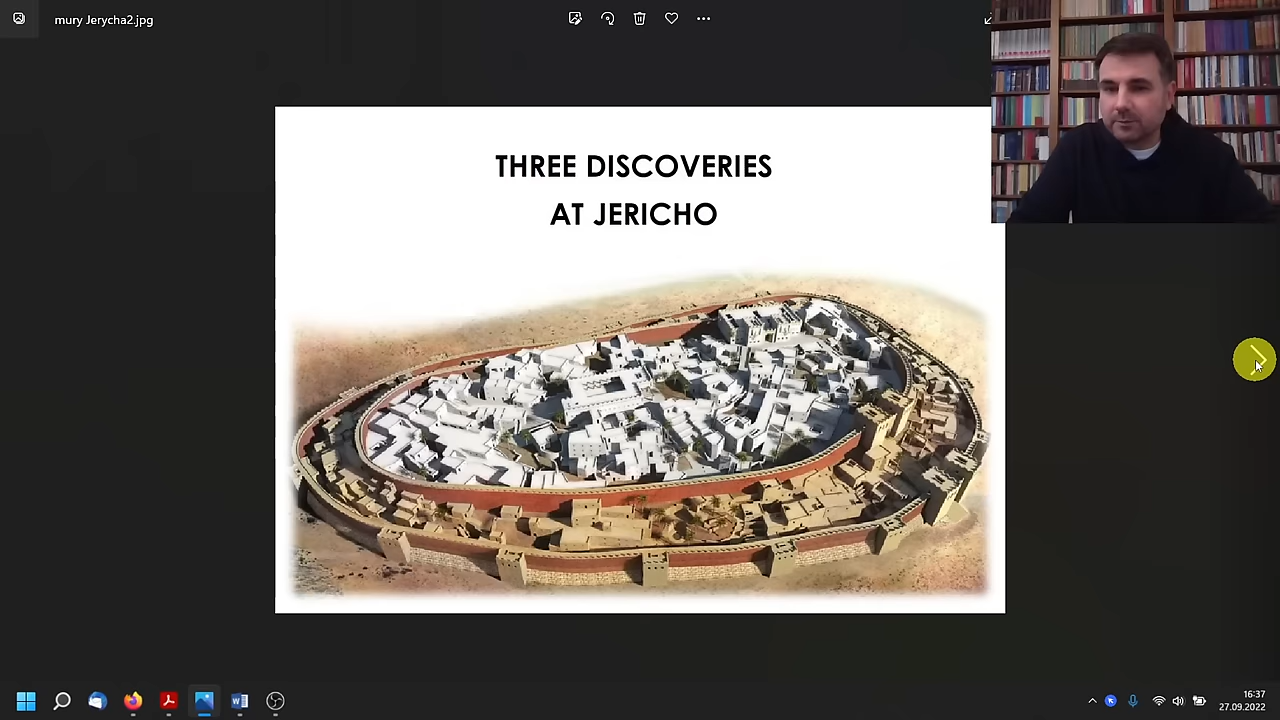 mury Jerycha2.jpg
THREE DISCOVERIES
AT JERICHO
16:37
27.09.2022